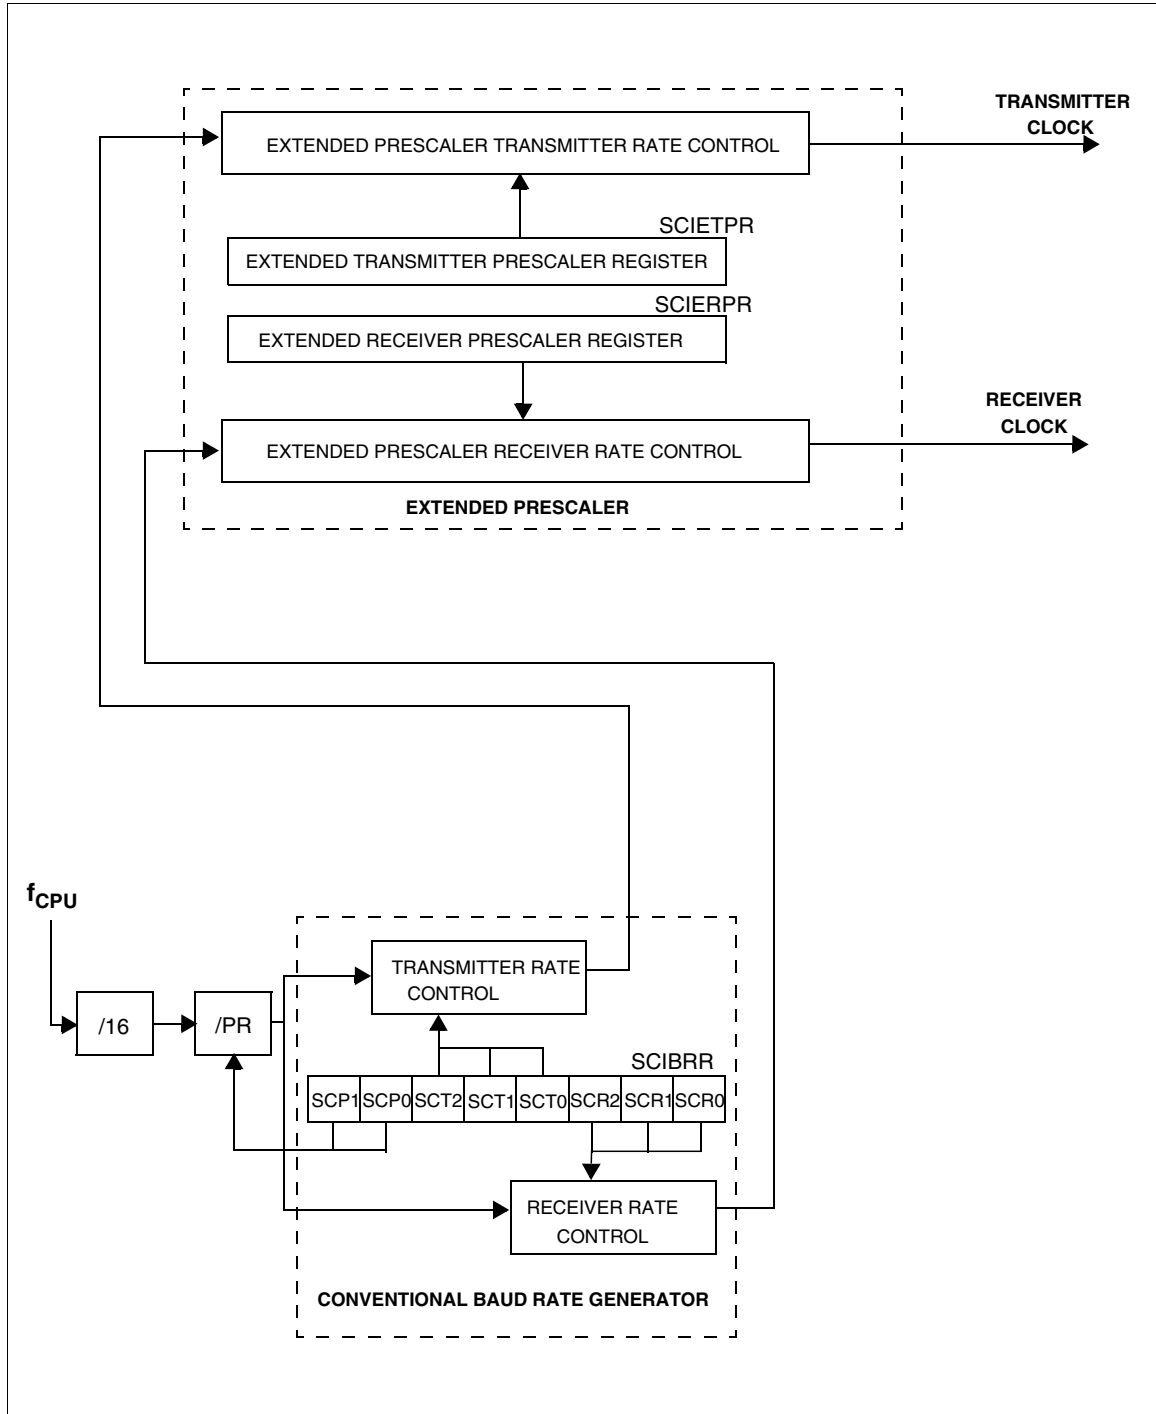 TRANSMITTER
CLOCK
EXTENDED PRESCALER TRANSMITTER RATE CONTROL
SCIETPR
EXTENDED TRANSMITTER PRESCALER REGISTER
SCIERPR
EXTENDED RECEIVER PRESCALER REGISTER
RECEIVER
CLOCK
EXTENDED PRESCALER RECEIVER RATE CONTROL
EXTENDED PRESCALER
fCPU
TRANSMITTER RATE
CONTROL
/16
/PR
SCIBRR
SCP1 SCP0 SCT2 SCT1 SCT0 SCR2 SCR1 SCR0
RECEIVER RATE
CONTROL
CONVENTIONAL BAUD RATE GENERATOR